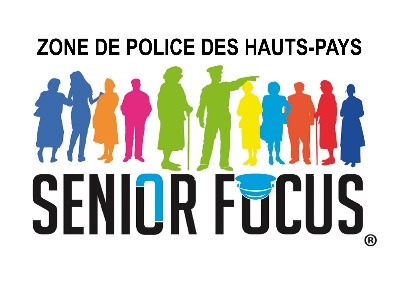 ZONE DE POLICE DES HAUTS-PAYS
SENIOR FOCUS ®